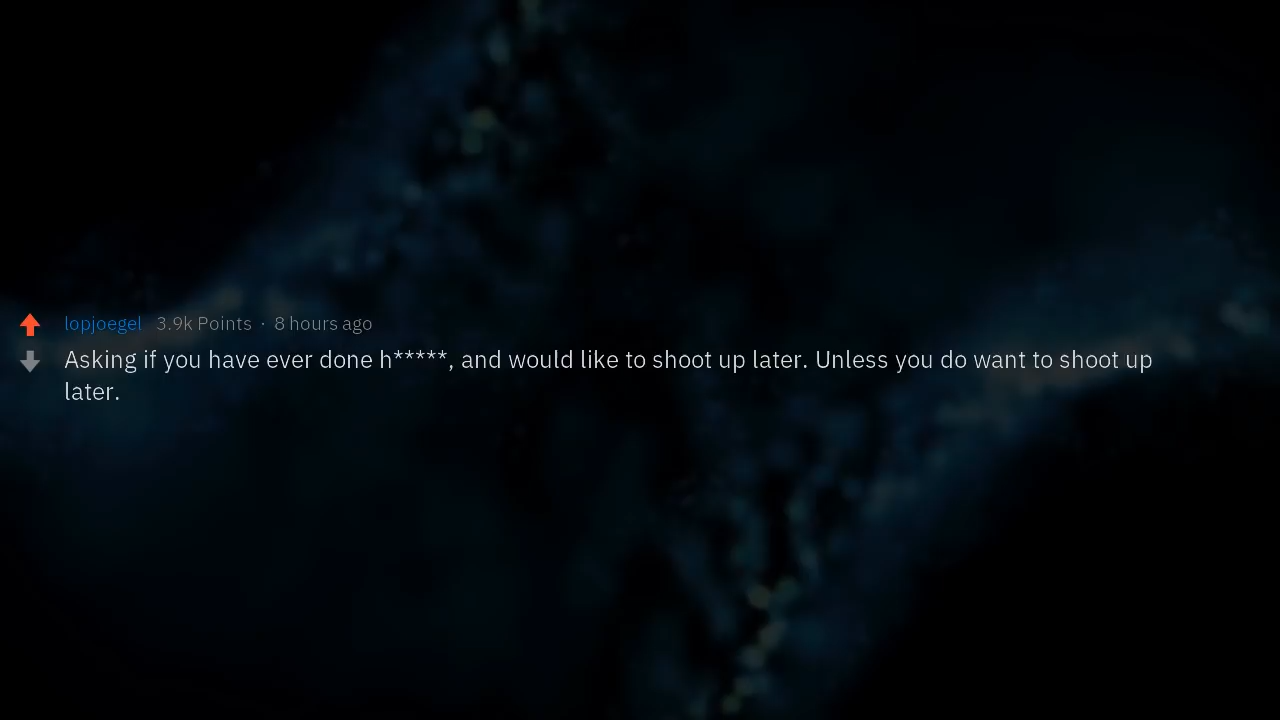 lopjoegel 3.9k Points · 8 hours ago
Asking if you have ever done h*****, and would like to shoot up later. Unless you do want to shoot up
later.